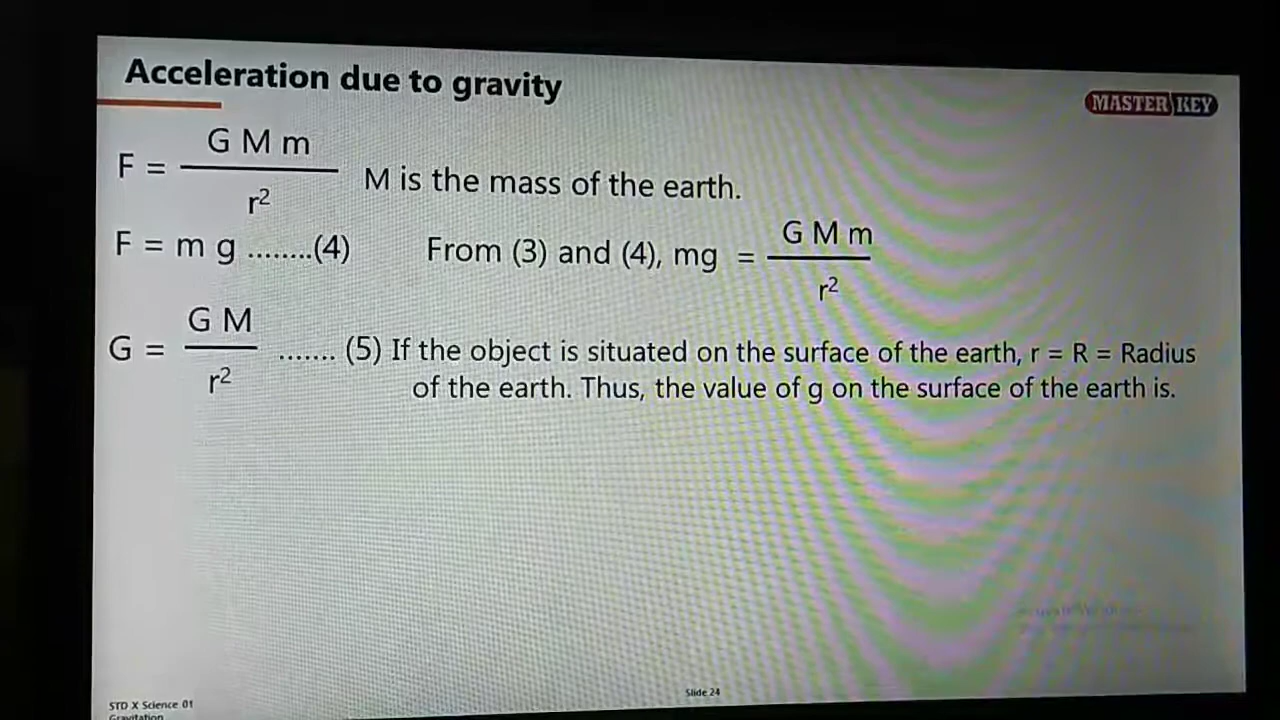 Acceleration due to gravity
MASTER KEY
F = G M m / r² M is the mass of the earth.
F = m g ........(4) From (3) and (4), mg = G M m / r²
G = G M / r² ....... (5) If the object is situated on the surface of the earth, r = R = Radius
of the earth. Thus, the value of g on the surface of the earth is.
Slide 24
STD X Science 01
Gravitation